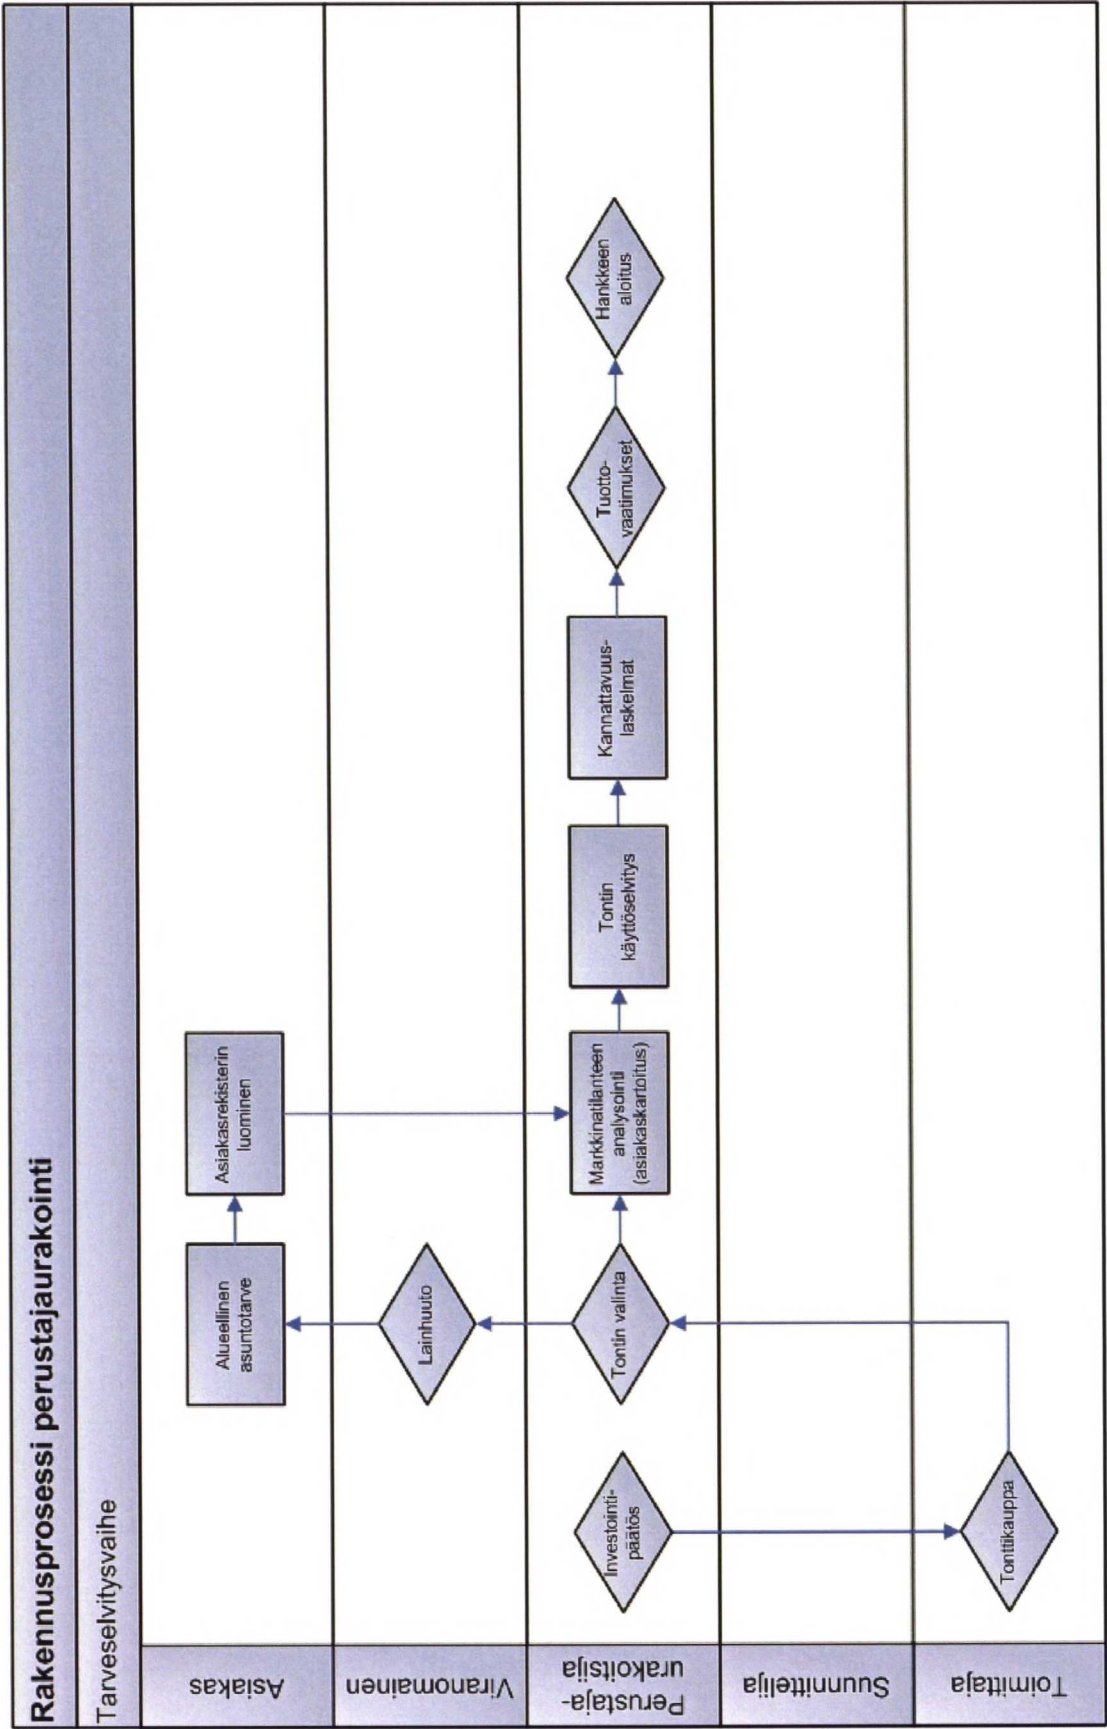 Rakennusprosessi perustajaurakointi
Tarveselvitysvaihe
Asiakas
Alueellinen
asuntotarve
Asiakasrekisterin
luominen
Viranomainen
Lainhuuto
Perustaja-
urakoitsija
Investointi-
päätös
Tontin valinta
Markkinatilanteen
analysointi
(asiakaskartoitus)
Tontin
käyttöselvitys
Kannattavuus-
laskelmat
Tuotto-
vaatimukset
Hankkeen
aloitus
Suunnittelija
Toimittaja
Tonttikauppa